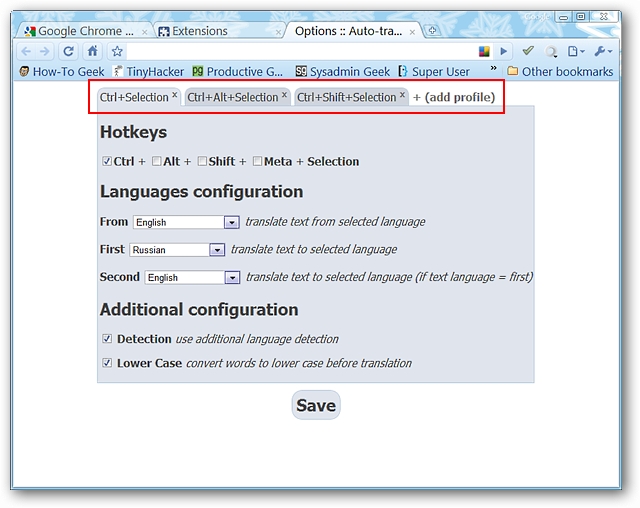 Google Chrome ...
Extensions
Options :: Auto-tra...
How-To Geek
TinyHacker
Productive G...
Sysadmin Geek
Super User
»
Other bookmarks
Ctrl+Selection x
Ctrl+Alt+Selection x
Ctrl+Shift+Selection x
+ (add profile)
Hotkeys
Ctrl + Alt + Shift + Meta + Selection
Languages configuration
From English translate text from selected language
First Russian translate text to selected language
Second English translate text to selected language (if text language = first)
Additional configuration
Detection use additional language detection
Lower Case convert words to lower case before translation
Save